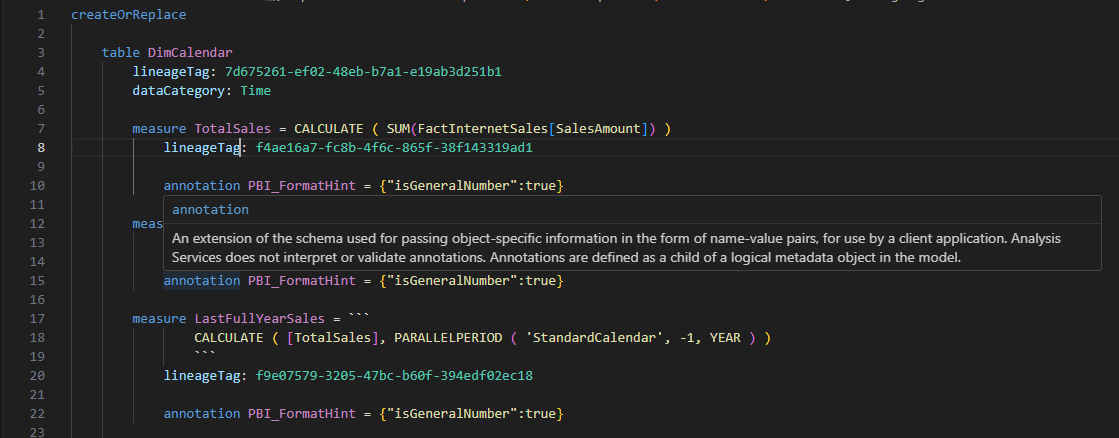 1 createOrReplace
2
3 table DimCalendar
4 lineageTag: 7d675261-ef02-48eb-b7a1-e19ab3d251b1
5 dataCategory: Time
6
7 measure TotalSales = CALCULATE ( SUM(FactInternetSales[SalesAmount]) )
8 lineageTag: f4ae16a7-fc8b-4f6c-865f-38f143319ad1
9
10 annotation PBI_FormatHint = {"isGeneralNumber":true}
11
annotation
12 meas
An extension of the schema used for passing object-specific information in the form of name-value pairs, for use by a client application. Analysis
13
Services does not interpret or validate annotations. Annotations are defined as a child of a logical metadata object in the model.
14
15 annotation PBI_FormatHint = {"isGeneralNumber":true}
16
17 measure LastFullYearSales = ```
18 CALCULATE ( [TotalSales], PARALLELPERIOD ( 'StandardCalendar', -1, YEAR ) )
19 ```
20 lineageTag: f9e07579-3205-47bc-b60f-394edf02ec18
21
22 annotation PBI_FormatHint = {"isGeneralNumber":true}
23